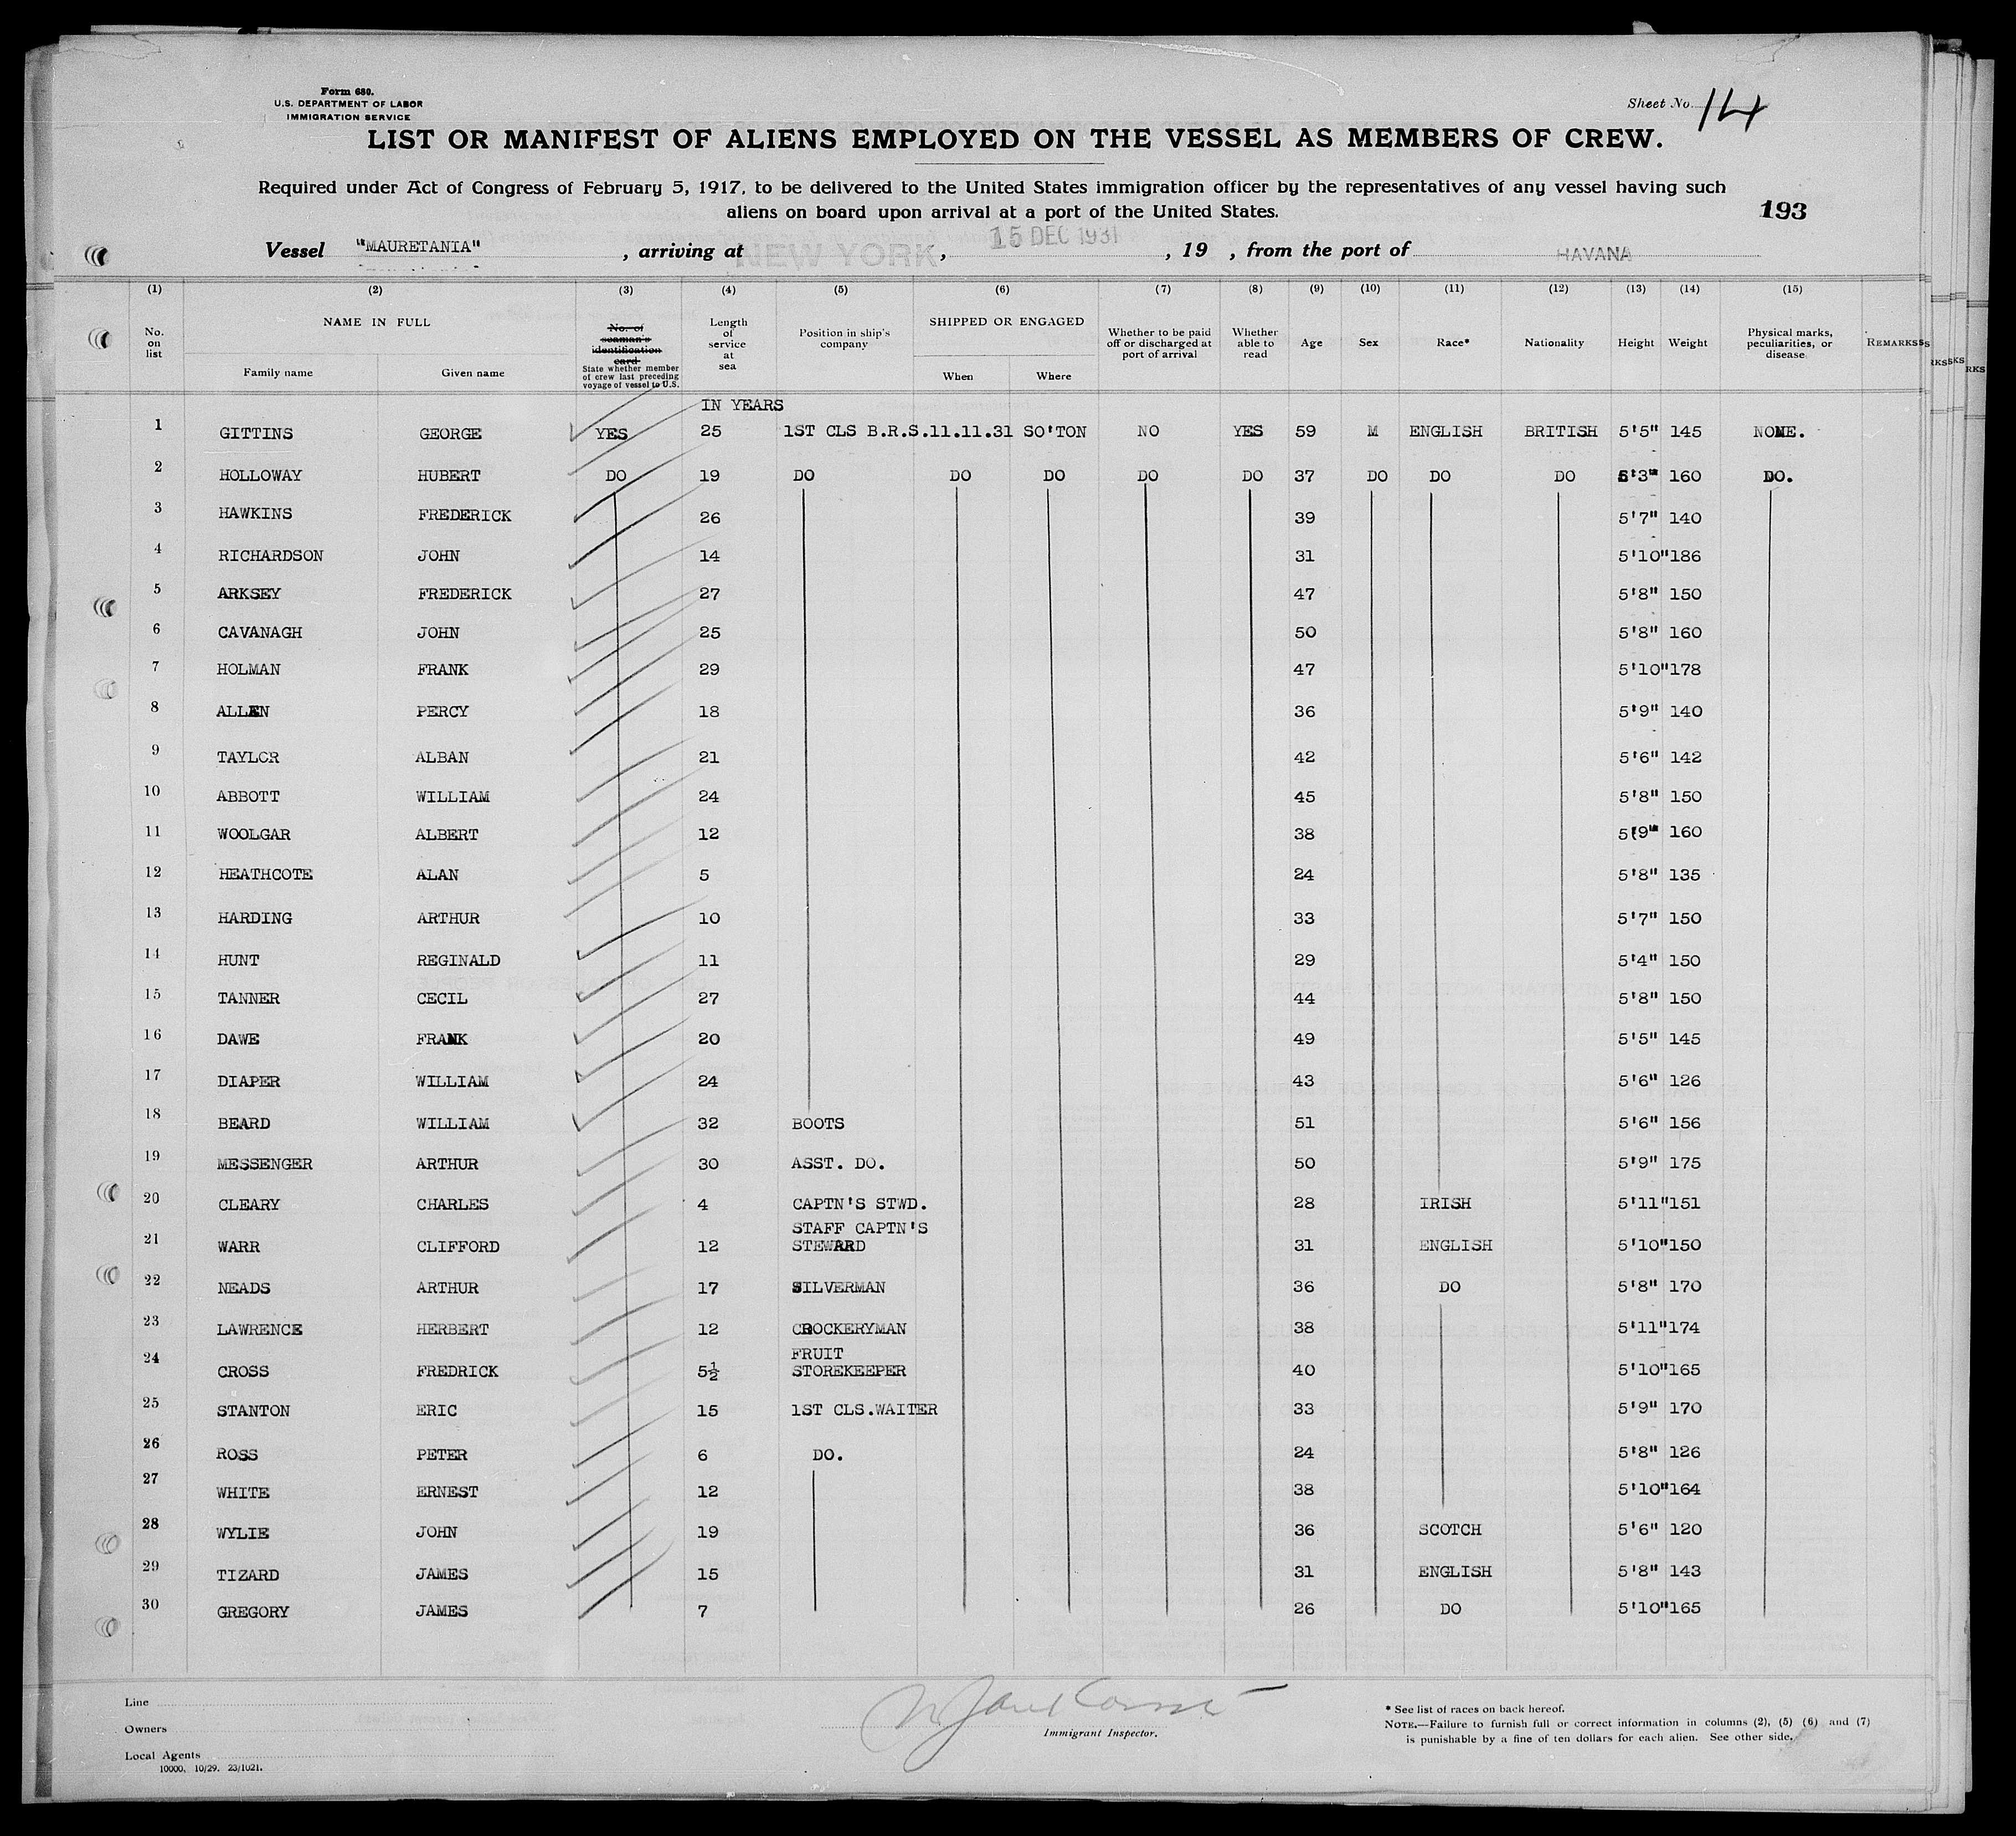 Form 680.
U.S. DEPARTMENT OF LABOR
IMMIGRATION SERVICE
Sheet No. 14
LIST OR MANIFEST OF ALIENS EMPLOYED ON THE VESSEL AS MEMBERS OF CREW.
Required under Act of Congress of February 5, 1917, to be delivered to the United States immigration officer by the representatives of any vessel having such
aliens on board upon arrival at a port of the United States.
193
Vessel "MAURETANIA", arriving at NEW YORK, 15 DEC 1931, 19 , from the port of HAVANA
(1) (2) (3) (4) (5) (6) (7) (8) (9) (10) (11) (12) (13) (14) (15)
No. on list
NAME IN FULL
Family name Given name
No. of seaman's identification card
State whether member of crew last preceding voyage of vessel to U.S.
Length of service at sea
Position in ship's company
SHIPPED OR ENGAGED
When Where
Whether to be paid off or discharged at port of arrival
Whether able to read
Age
Sex
Race*
Nationality
Height
Weight
Physical marks, peculiarities, or disease
REMARKS
IN YEARS
1 GITTINS GEORGE YES 25 1ST CLS B.R.S. 11.11.31 SO'TON NO YES 59 M ENGLISH BRITISH 5'5" 145 NONE.
2 HOLLOWAY HUBERT DO 19 DO DO DO DO DO 37 DO DO DO 6'3" 160 DO.
3 HAWKINS FREDERICK 26 39 5'7" 140
4 RICHARDSON JOHN 14 31 5'10" 186
5 ARKSEY FREDERICK 27 47 5'8" 150
6 CAVANAGH JOHN 25 50 5'8" 160
7 HOLMAN FRANK 29 47 5'10" 178
8 ALLEN PERCY 18 36 5'9" 140
9 TAYLOR ALBAN 21 42 5'6" 142
10 ABBOTT WILLIAM 24 45 5'8" 150
11 WOOLGAR ALBERT 12 38 5'9" 160
12 HEATHCOTE ALAN 5 24 5'8" 135
13 HARDING ARTHUR 10 33 5'7" 150
14 HUNT REGINALD 11 29 5'4" 150
15 TANNER CECIL 27 44 5'8" 150
16 DAWE FRANK 20 49 5'5" 145
17 DIAPER WILLIAM 24 43 5'6" 126
18 BEARD WILLIAM 32 BOOTS 51 5'6" 156
19 MESSENGER ARTHUR 30 ASST. DO. 50 5'9" 175
20 CLEARY CHARLES 4 CAPTN'S STWD. 28 IRISH 5'11" 151
21 WARR CLIFFORD 12 STAFF CAPTN'S STEWARD 31 ENGLISH 5'10" 150
22 NEADS ARTHUR 17 SILVERMAN 36 DO 5'8" 170
23 LAWRENCE HERBERT 12 CROCKERYMAN 38 5'11" 174
24 CROSS FREDRICK 5½ FRUIT STOREKEEPER 40 5'10" 165
25 STANTON ERIC 15 1ST CLS.WAITER 33 5'9" 170
26 ROSS PETER 6 DO. 24 5'8" 126
27 WHITE ERNEST 12 38 5'10" 164
28 WYLIE JOHN 19 36 SCOTCH 5'6" 120
29 TIZARD JAMES 15 31 ENGLISH 5'8" 143
30 GREGORY JAMES 7 26 DO 5'10" 165
Line
Owners
Local Agents
10000, 10/29. 23/1021.
Immigrant Inspector.
* See list of races on back hereof.
NOTE.—Failure to furnish full or correct information in columns (2), (5) (6) and (7)
is punishable by a fine of ten dollars for each alien. See other side.